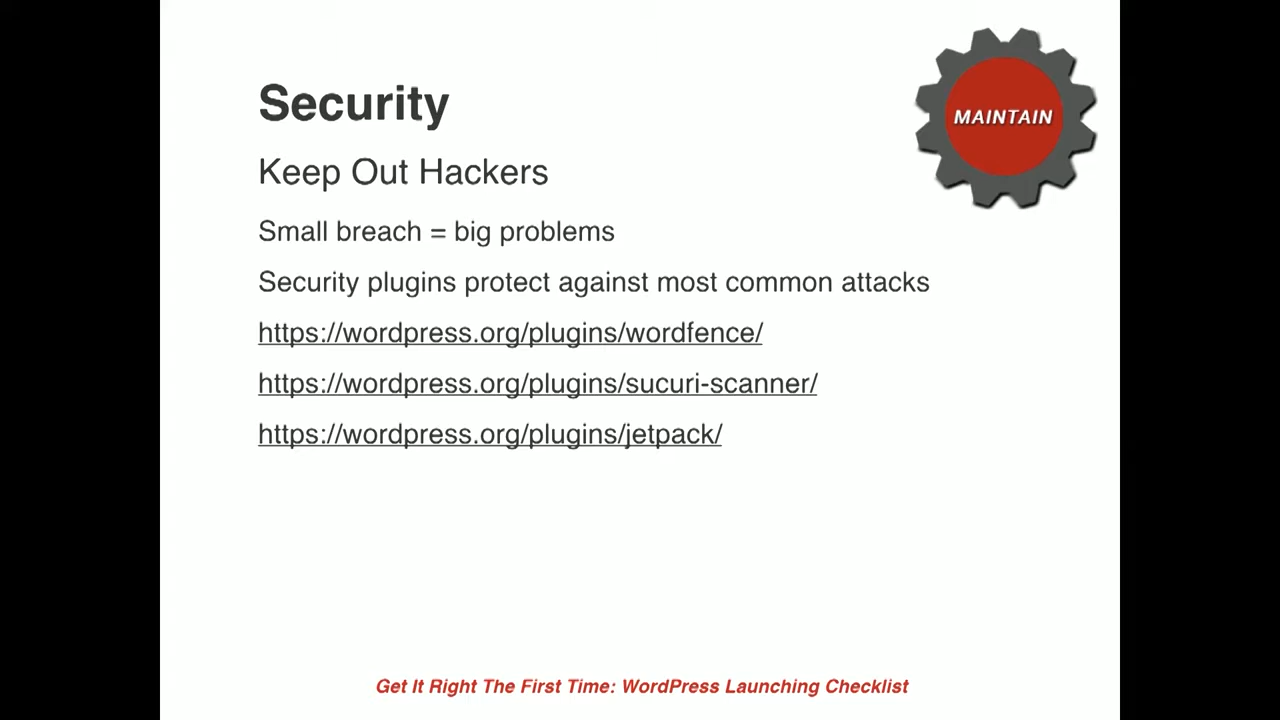 Security
MAINTAIN
Keep Out Hackers
Small breach = big problems
Security plugins protect against most common attacks
https://wordpress.org/plugins/wordfence/
https://wordpress.org/plugins/sucuri-scanner/
https://wordpress.org/plugins/jetpack/
Get It Right The First Time: WordPress Launching Checklist